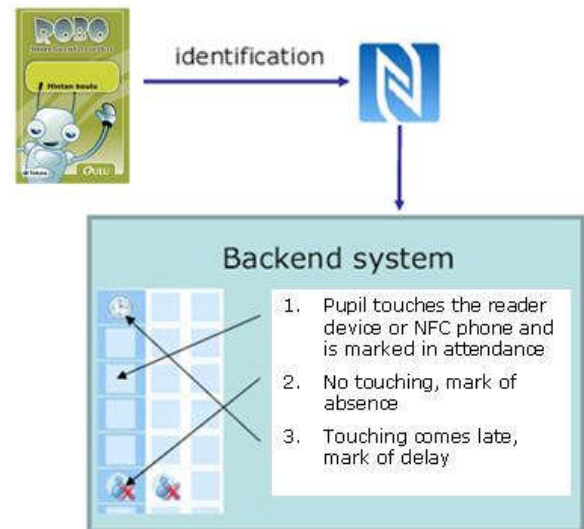 ROBO
! Hintan koulu
OULU
identification
Backend system
1. Pupil touches the reader
device or NFC phone and
is marked in attendance
2. No touching, mark of
absence
3. Touching comes late,
mark of delay